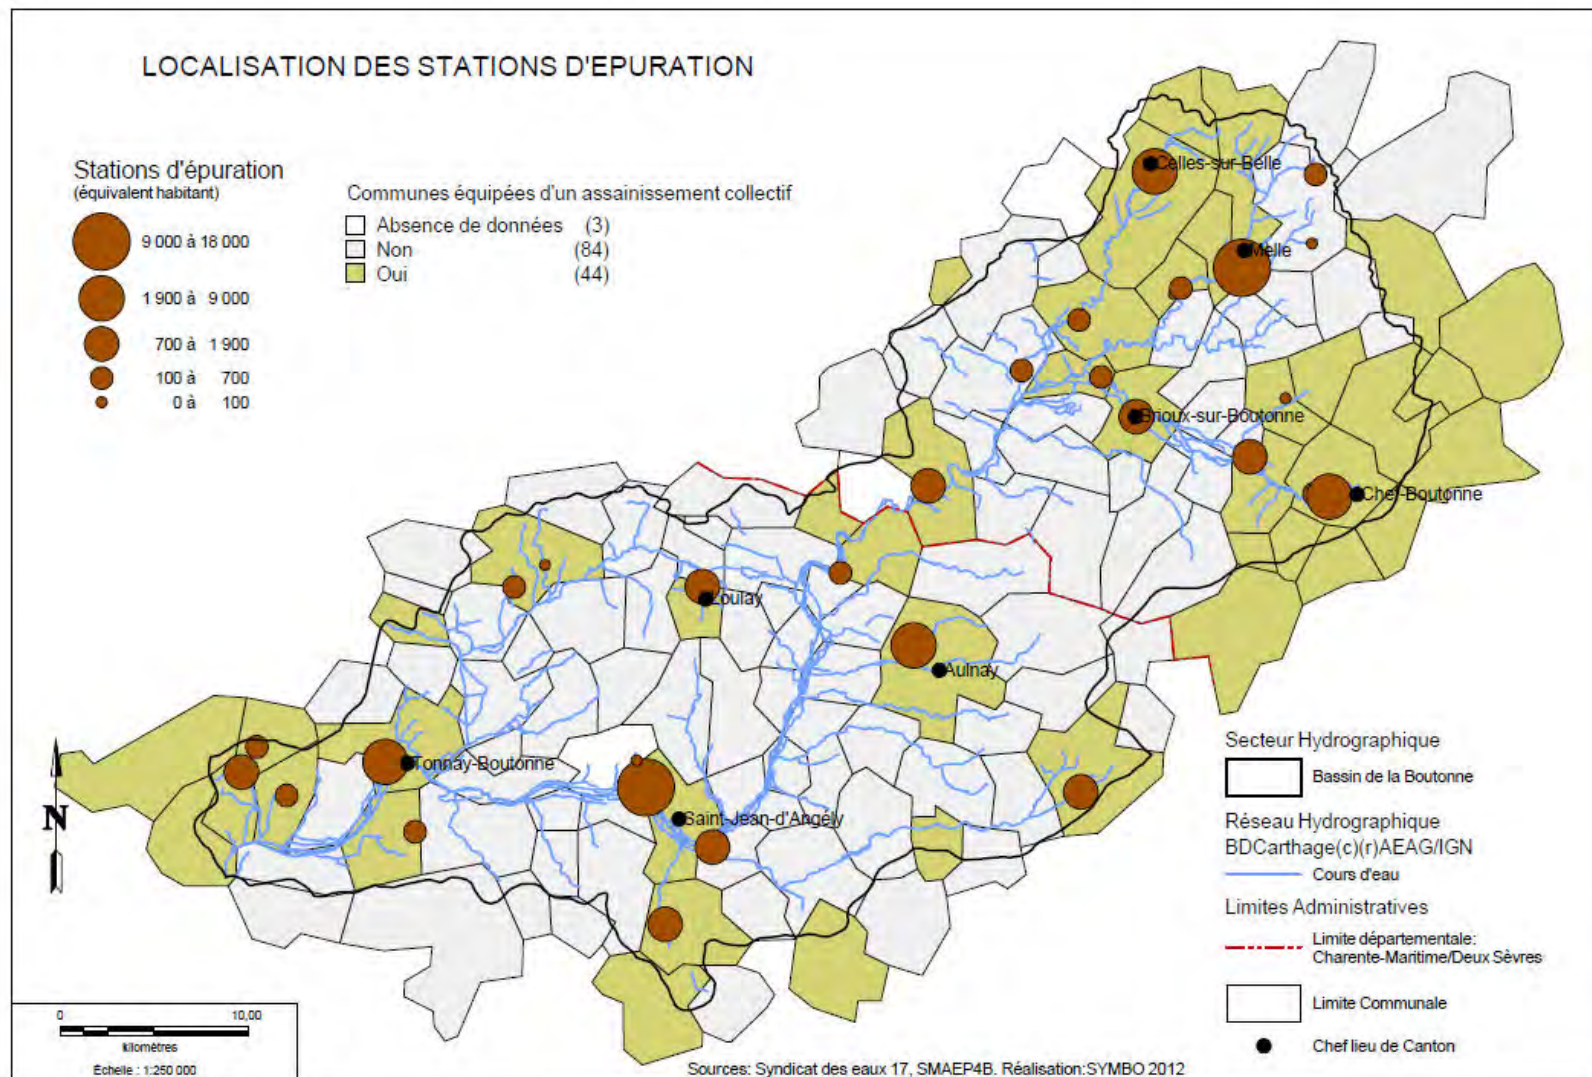 LOCALISATION DES STATIONS D'EPURATION
Stations d'épuration
(équivalent habitant)
9 000 à 18 000
1 900 à 9 000
700 à 1 900
100 à 700
0 à 100
Communes équipées d'un assainissement collectif
Absence de données (3)
Non (84)
Oui (44)
Celles-sur-Belle
Melle
Brioux-sur-Boutonne
Chef-Boutonne
Loulay
Aulnay
Tonnay-Boutonne
Saint-Jean-d'Angély
N
0 10,00
kilomètres
Échelle : 1:250 000
Secteur Hydrographique
Bassin de la Boutonne
Réseau Hydrographique
BDCarthage(c)(r)AEAG/IGN
Cours d'eau
Limites Administratives
Limite départementale:
Charente-Maritime/Deux Sèvres
Limite Communale
Chef lieu de Canton
Sources: Syndicat des eaux 17, SMAEP4B. Réalisation:SYMBO 2012